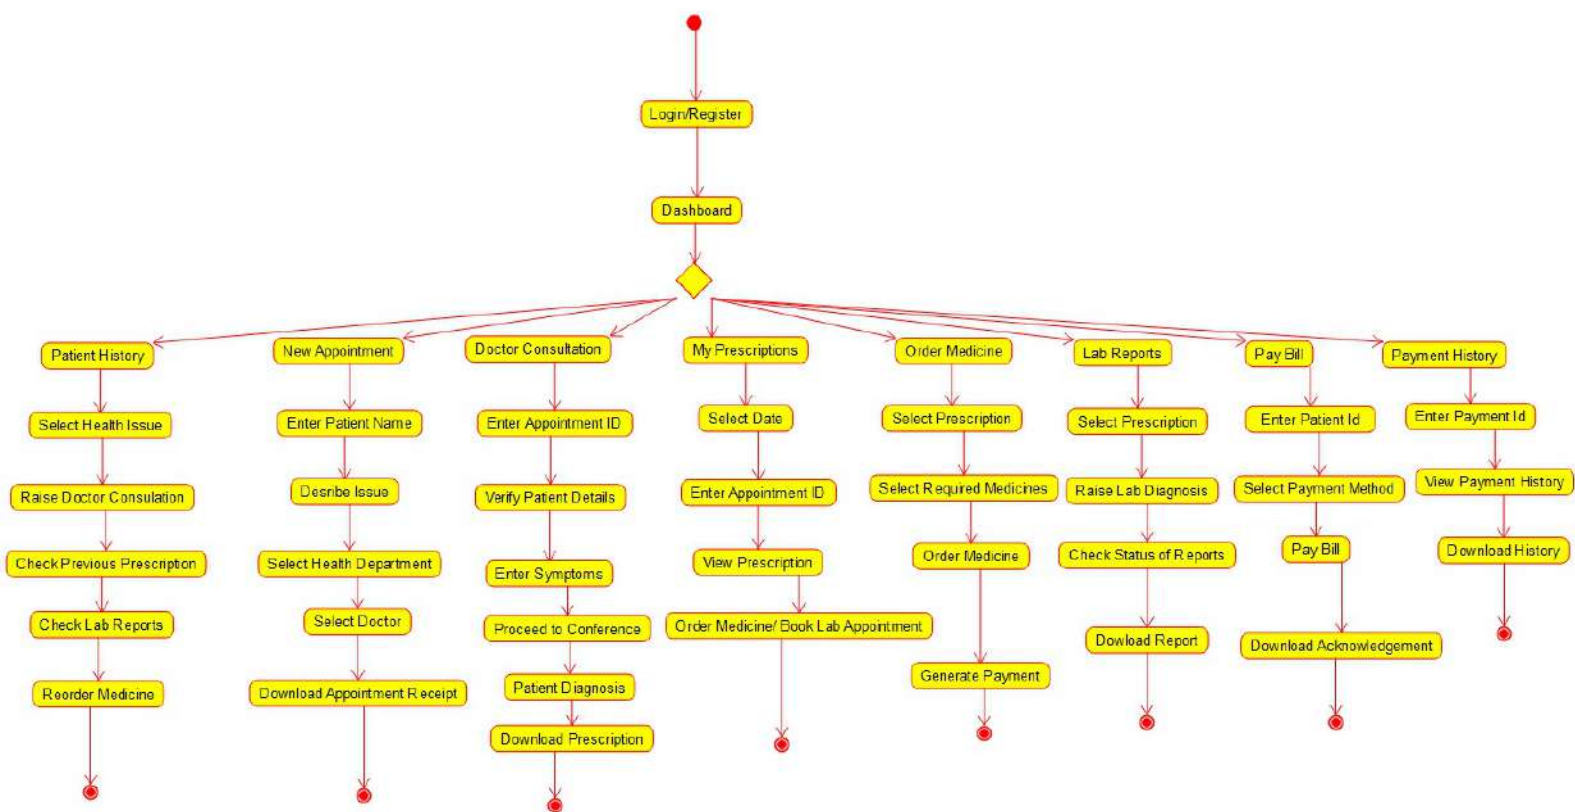 Login/Register
Dashboard
Patient History
Select Health Issue
Raise Doctor Consulation
Check Previous Prescription
Check Lab Reports
Reorder Medicine
New Appointment
Enter Patient Name
Desribe Issue
Select Health Department
Select Doctor
Download Appointment Receipt
Doctor Consultation
Enter Appointment ID
Verify Patient Details
Enter Symptoms
Proceed to Conference
Patient Diagnosis
Download Prescription
My Prescriptions
Select Date
Enter Appointment ID
View Prescription
Order Medicine/ Book Lab Appointment
Order Medicine
Select Prescription
Select Required Medicines
Order Medicine
Generate Payment
Lab Reports
Select Prescription
Raise Lab Diagnosis
Check Status of Reports
Dowload Report
Pay Bill
Enter Patient Id
Select Payment Method
Pay Bill
Download Acknowledgement
Payment History
Enter Payment Id
View Payment History
Download History